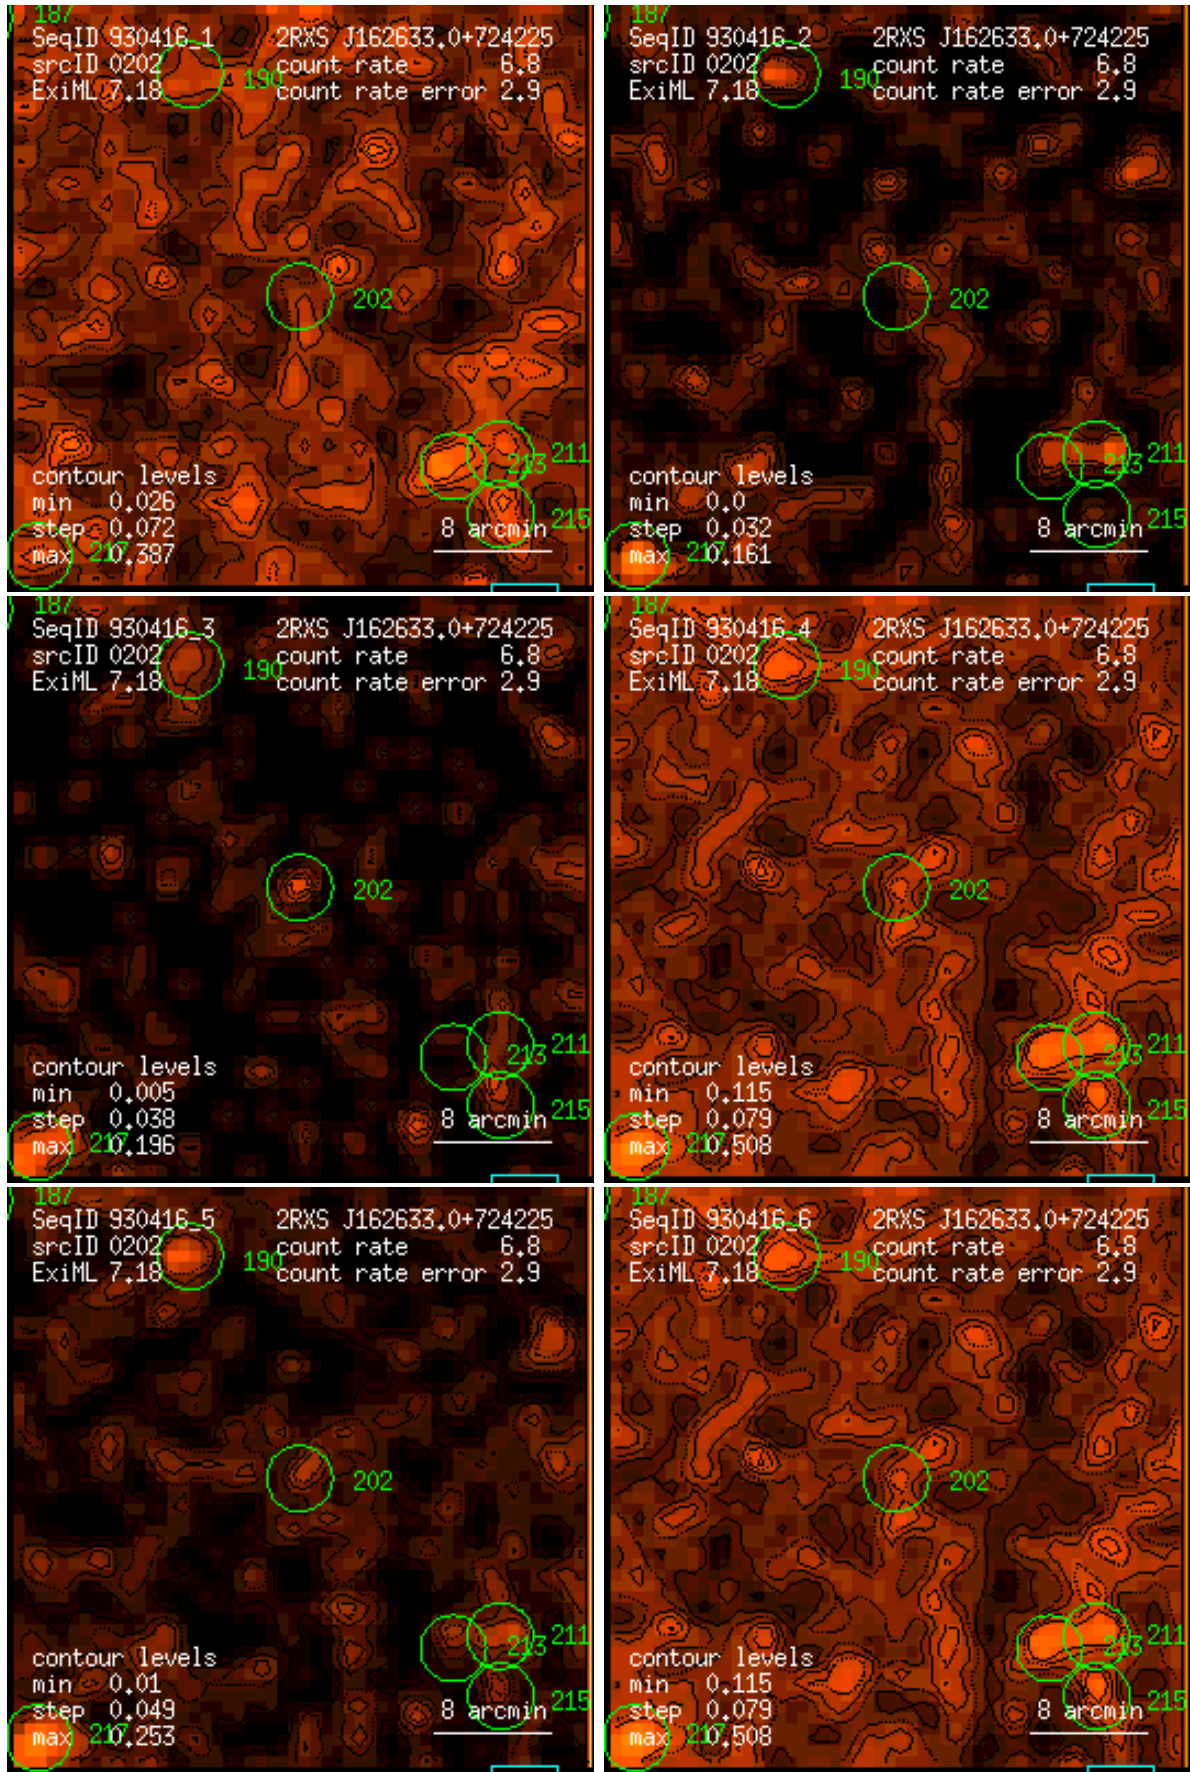 187
SeqID 930416_1 2RXS J162633.0+724225
srcID 0202 count rate 6.8
ExiML 7.18 190 count rate error 2.9
202
211
213
contour levels
min 0.026
215
step 0.072 8 arcmin
max 0.387
217
187
SeqID 930416_2 2RXS J162633.0+724225
srcID 0202 count rate 6.8
ExiML 7.18 190 count rate error 2.9
202
211
213
contour levels
min 0.0
215
step 0.032 8 arcmin
max 0.161
217
187
SeqID 930416_3 2RXS J162633.0+724225
srcID 0202 count rate 6.8
ExiML 7.18 190 count rate error 2.9
202
211
213
contour levels
min 0.005
215
step 0.038 8 arcmin
max 0.196
217
187
SeqID 930416_4 2RXS J162633.0+724225
srcID 0202 count rate 6.8
ExiML 7.18 190 count rate error 2.9
202
211
213
contour levels
min 0.115
215
step 0.079 8 arcmin
max 0.508
217
187
SeqID 930416_5 2RXS J162633.0+724225
srcID 0202 count rate 6.8
ExiML 7.18 190 count rate error 2.9
202
211
213
contour levels
min 0.01
215
step 0.049 8 arcmin
max 0.253
217
187
SeqID 930416_6 2RXS J162633.0+724225
srcID 0202 count rate 6.8
ExiML 7.18 190 count rate error 2.9
202
211
213
contour levels
min 0.115
215
step 0.079 8 arcmin
max 0.508
217